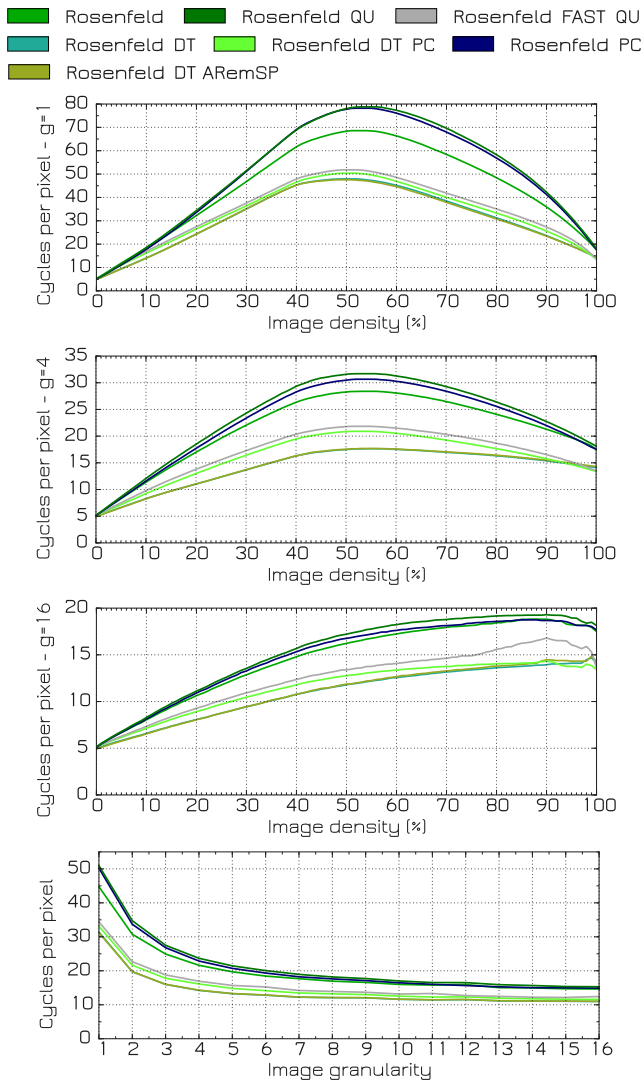 Rosenfeld Rosenfeld QU Rosenfeld FAST QU
Rosenfeld DT Rosenfeld DT PC Rosenfeld PC
Rosenfeld DT ARemSP
Cycles per pixel - g=1
80
70
60
50
40
30
20
10
0
0 10 20 30 40 50 60 70 80 90 100
Image density (%)
Cycles per pixel - g=4
35
30
25
20
15
10
5
0
0 10 20 30 40 50 60 70 80 90 100
Image density (%)
Cycles per pixel - g=16
20
15
10
5
0
0 10 20 30 40 50 60 70 80 90 100
Image density (%)
Cycles per pixel
50
40
30
20
10
0
1 2 3 4 5 6 7 8 9 10 11 12 13 14 15 16
Image granularity